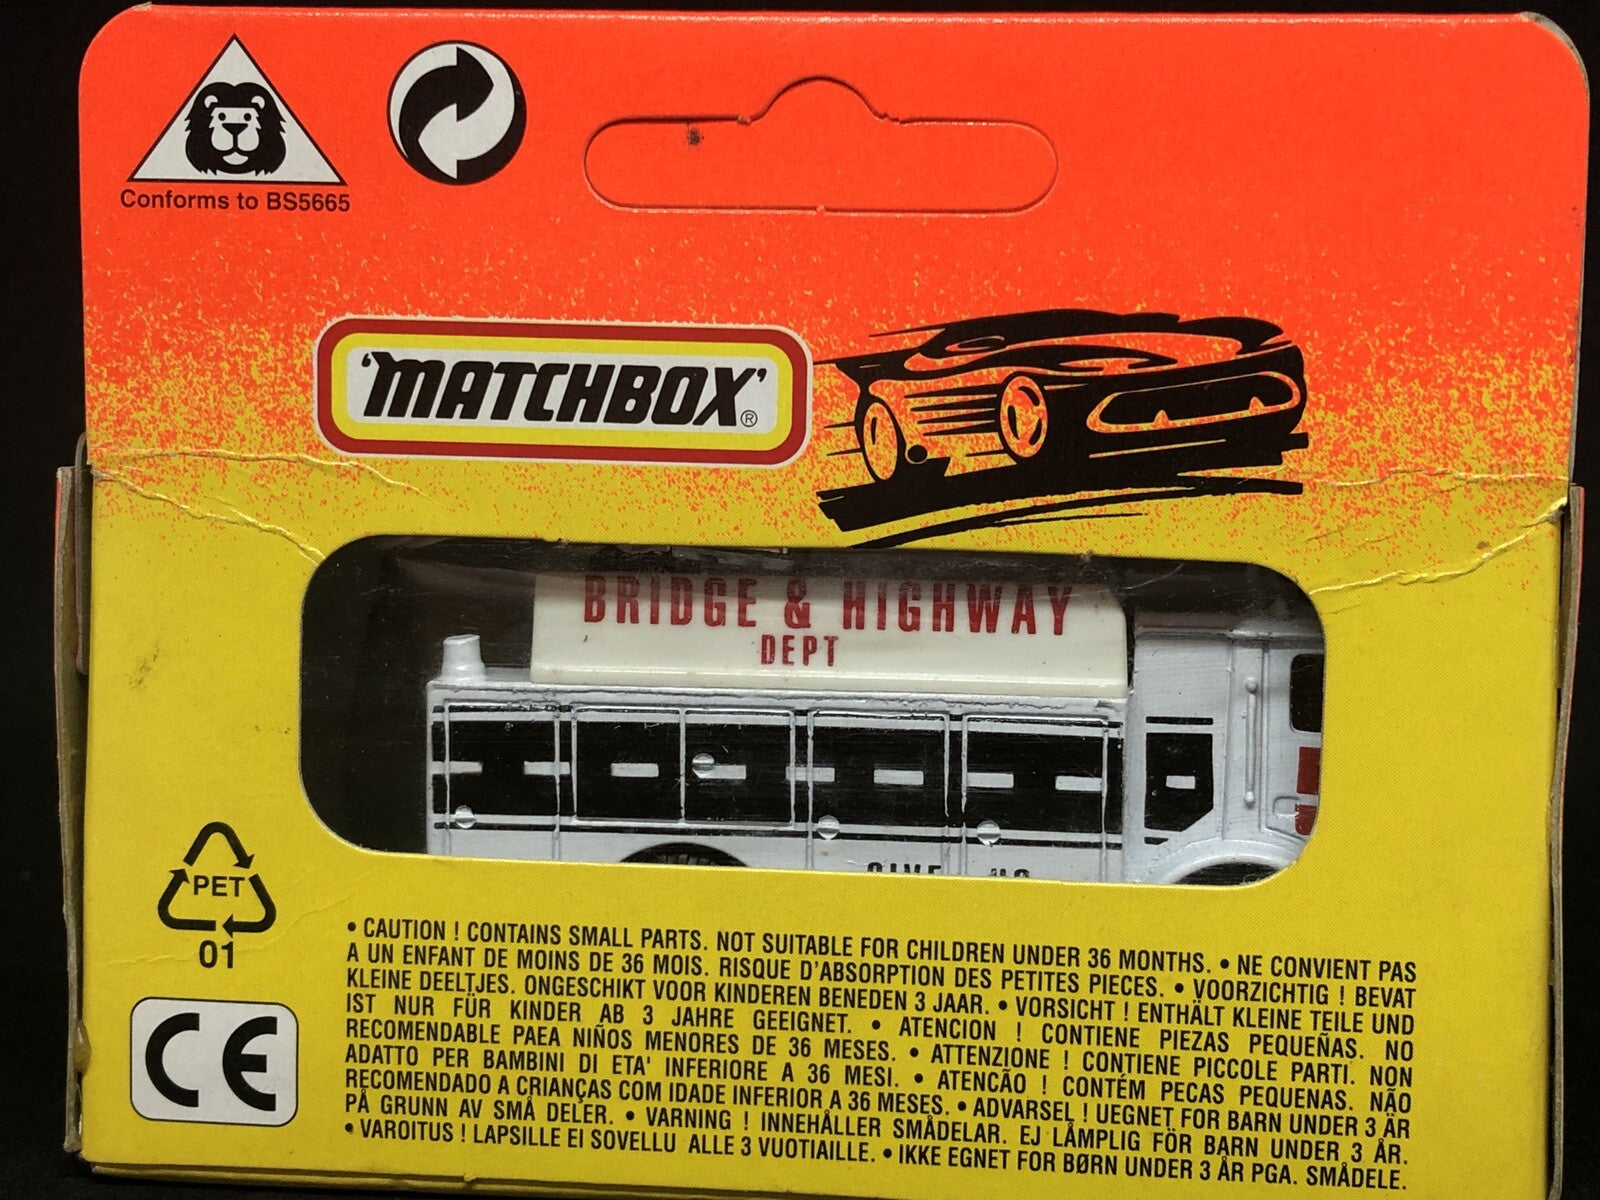 Conforms to BS5665
'MATCHBOX'®
BRIDGE & HIGHWAY
DEPT
PET
01
CE
• CAUTION ! CONTAINS SMALL PARTS. NOT SUITABLE FOR CHILDREN UNDER 36 MONTHS. • NE CONVIENT PAS
A UN ENFANT DE MOINS DE 36 MOIS. RISQUE D'ABSORPTION DES PETITES PIECES. • VOORZICHTIG ! BEVAT
KLEINE DEELTJES. ONGESCHIKT VOOR KINDEREN BENEDEN 3 JAAR. • VORSICHT ! ENTHÄLT KLEINE TEILE UND
IST NUR FÜR KINDER AB 3 JAHRE GEEIGNET. • ATENCION ! CONTIENE PIEZAS PEQUEÑAS. NO
RECOMENDABLE PAEA NIÑOS MENORES DE 36 MESES. • ATTENZIONE ! CONTIENE PICCOLE PARTI. NON
ADATTO PER BAMBINI DI ETA' INFERIORE A 36 MESI. • ATENCÃO ! CONTÉM PECAS PEQUENAS. NÃO
RECOMENDADO A CRIANÇAS COM IDADE INFERIOR A 36 MESES. • ADVARSEL ! UEGNET FOR BARN UNDER 3 ÅR
PÅ GRUNN AV SMÅ DELER. • VARNING ! INNEHÅLLER SMÅDELAR. EJ LÄMPLIG FÖR BARN UNDER 3 ÅR.
• VAROITUS ! LAPSILLE EI SOVELLU ALLE 3 VUOTIAILLE. • IKKE EGNET FOR BØRN UNDER 3 ÅR PGA. SMÅDELE.